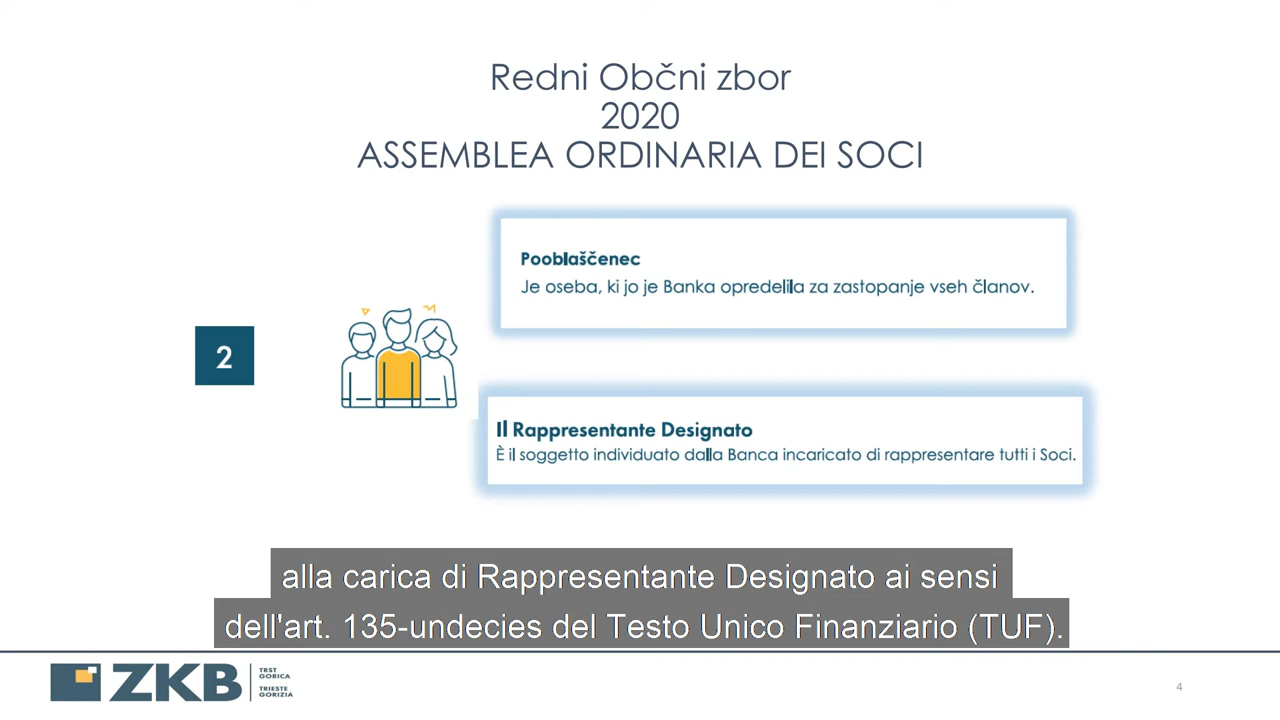 Redni Občni zbor
2020
ASSEMBLEA ORDINARIA DEI SOCI
Pooblaščenec
Je oseba, ki jo je Banka opredelila za zastopanje vseh članov.
2
Il Rappresentante Designato
È il soggetto individuato dalla Banca incaricato di rappresentare tutti i Soci.
alla carica di Rappresentante Designato ai sensi
dell'art. 135-undecies del Testo Unico Finanziario (TUF).
ZKB
TRST
GORICA
TRIESTE
GORIZIA
4